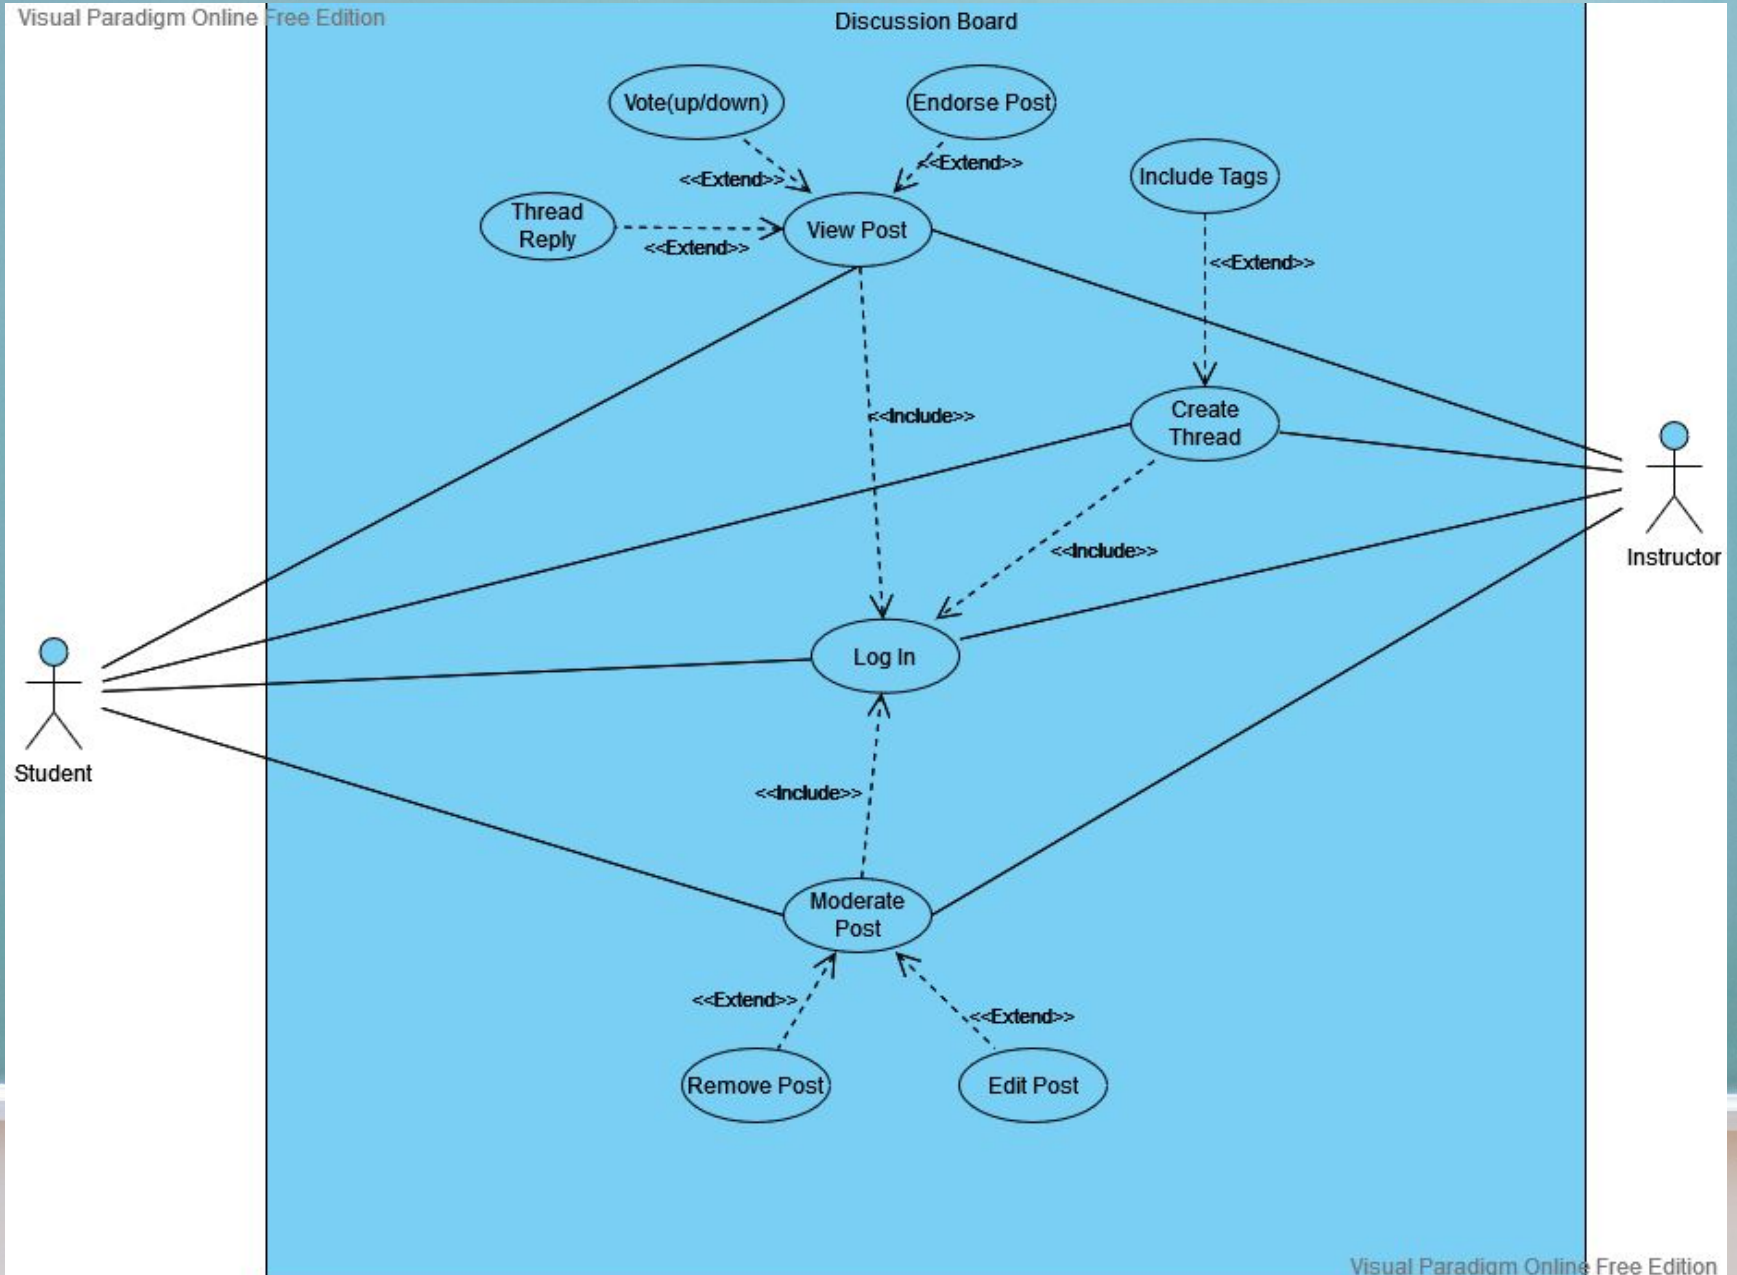 Visual Paradigm Online Free Edition
Discussion Board
Vote(up/down)
Endorse Post
<<Extend>>
<<Extend>>
Include Tags
Thread
Reply
View Post
<<Extend>>
<<Extend>>
Create
Thread
<<Include>>
<<Include>>
Instructor
Log In
Student
<<Include>>
Moderate
Post
<<Extend>>
<<Extend>>
Remove Post
Edit Post
Visual Paradigm Online Free Edition